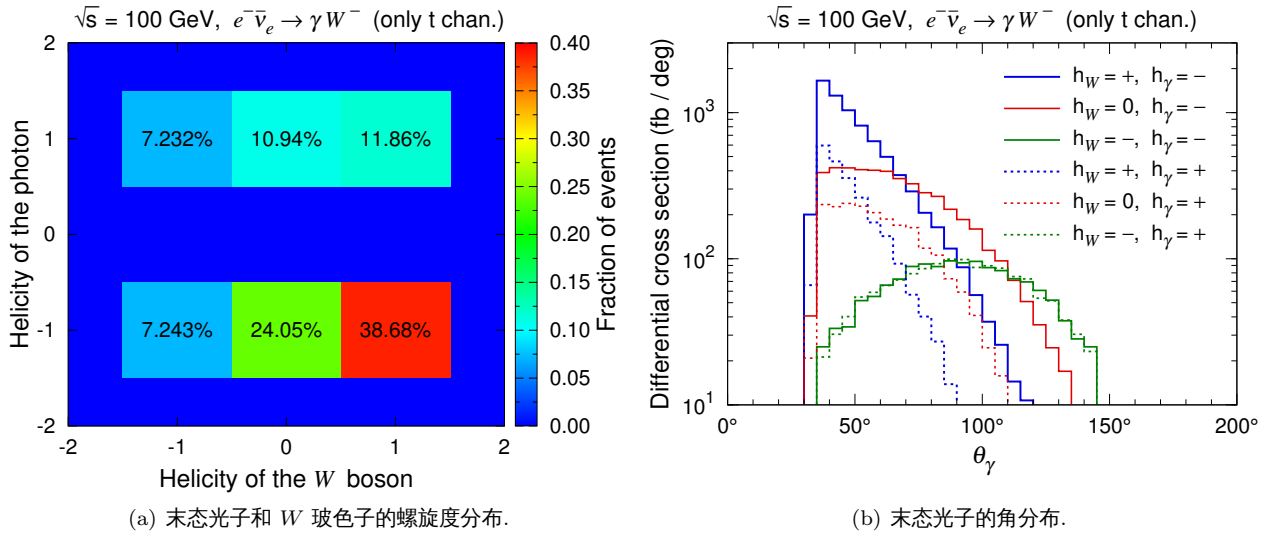 √s = 100 GeV, e⁻ν̄ₑ → γW⁻ (only t chan.)
2
1
0
-1
-2
-2
-1
0
1
2
Helicity of the photon
Helicity of the W boson
7.232%
10.94%
11.86%
7.243%
24.05%
38.68%
0.40
0.35
0.30
0.25
0.20
0.15
0.10
0.05
0.00
Fraction of events
(a) 末态光子和 W 玻色子的螺旋度分布.
√s = 100 GeV, e⁻ν̄ₑ → γW⁻ (only t chan.)
Differential cross section (fb / deg)
10³
10²
10¹
0°
50°
100°
150°
200°
θ_γ
h_W = +, h_γ = −
h_W = 0, h_γ = −
h_W = −, h_γ = −
h_W = +, h_γ = +
h_W = 0, h_γ = +
h_W = −, h_γ = +
(b) 末态光子的角分布.